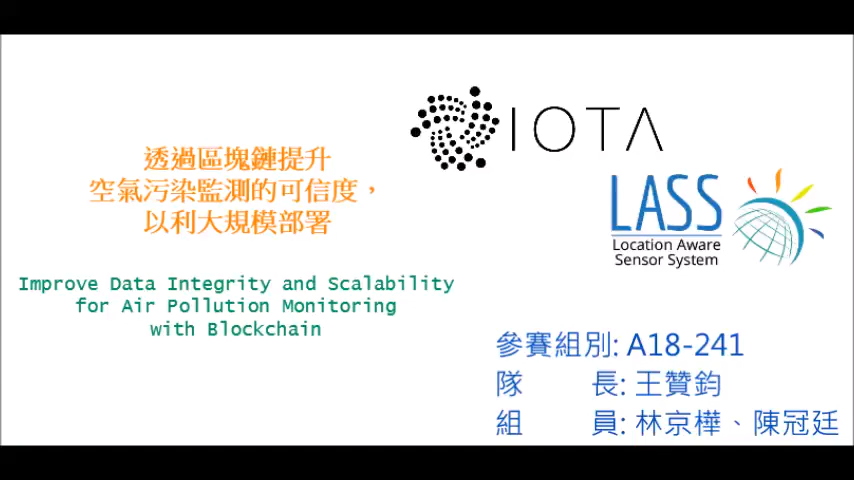 透過區塊鏈提升
空氣污染監測的可信度，
以利大規模部署
Improve Data Integrity and Scalability
for Air Pollution Monitoring
with Blockchain
IOTA
LASS
Location Aware
Sensor System
參賽組別: A18-241
隊 長: 王贊鈞
組 員: 林京樺、陳冠廷